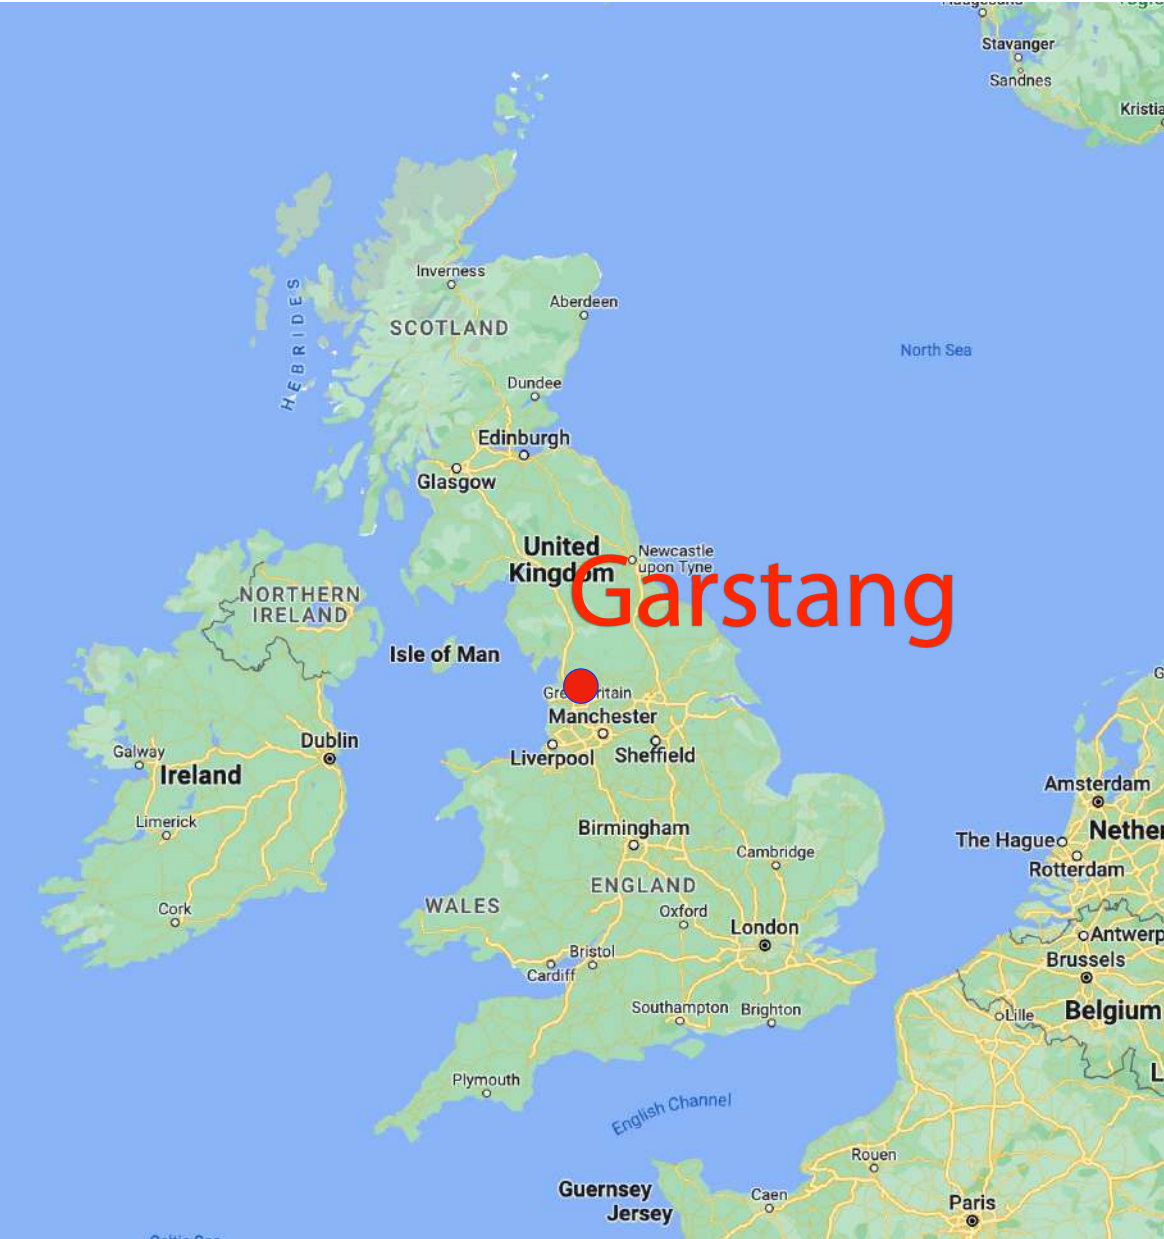 Stavanger
Sandnes
Inverness
Aberdeen
SCOTLAND
HEBRIDES
North Sea
Dundee
Edinburgh
Glasgow
United
Kingdom
Newcastle
upon Tyne
Garstang
NORTHERN
IRELAND
Isle of Man
Manchester
Liverpool
Sheffield
Galway
Dublin
Ireland
Limerick
Cork
Amsterdam
The Hague
Nether
Rotterdam
Birmingham
Cambridge
ENGLAND
WALES
Oxford
London
Bristol
Cardiff
Antwerp
Brussels
Southampton
Brighton
Lille
Belgium
Plymouth
English Channel
Rouen
Guernsey
Jersey
Caen
Paris